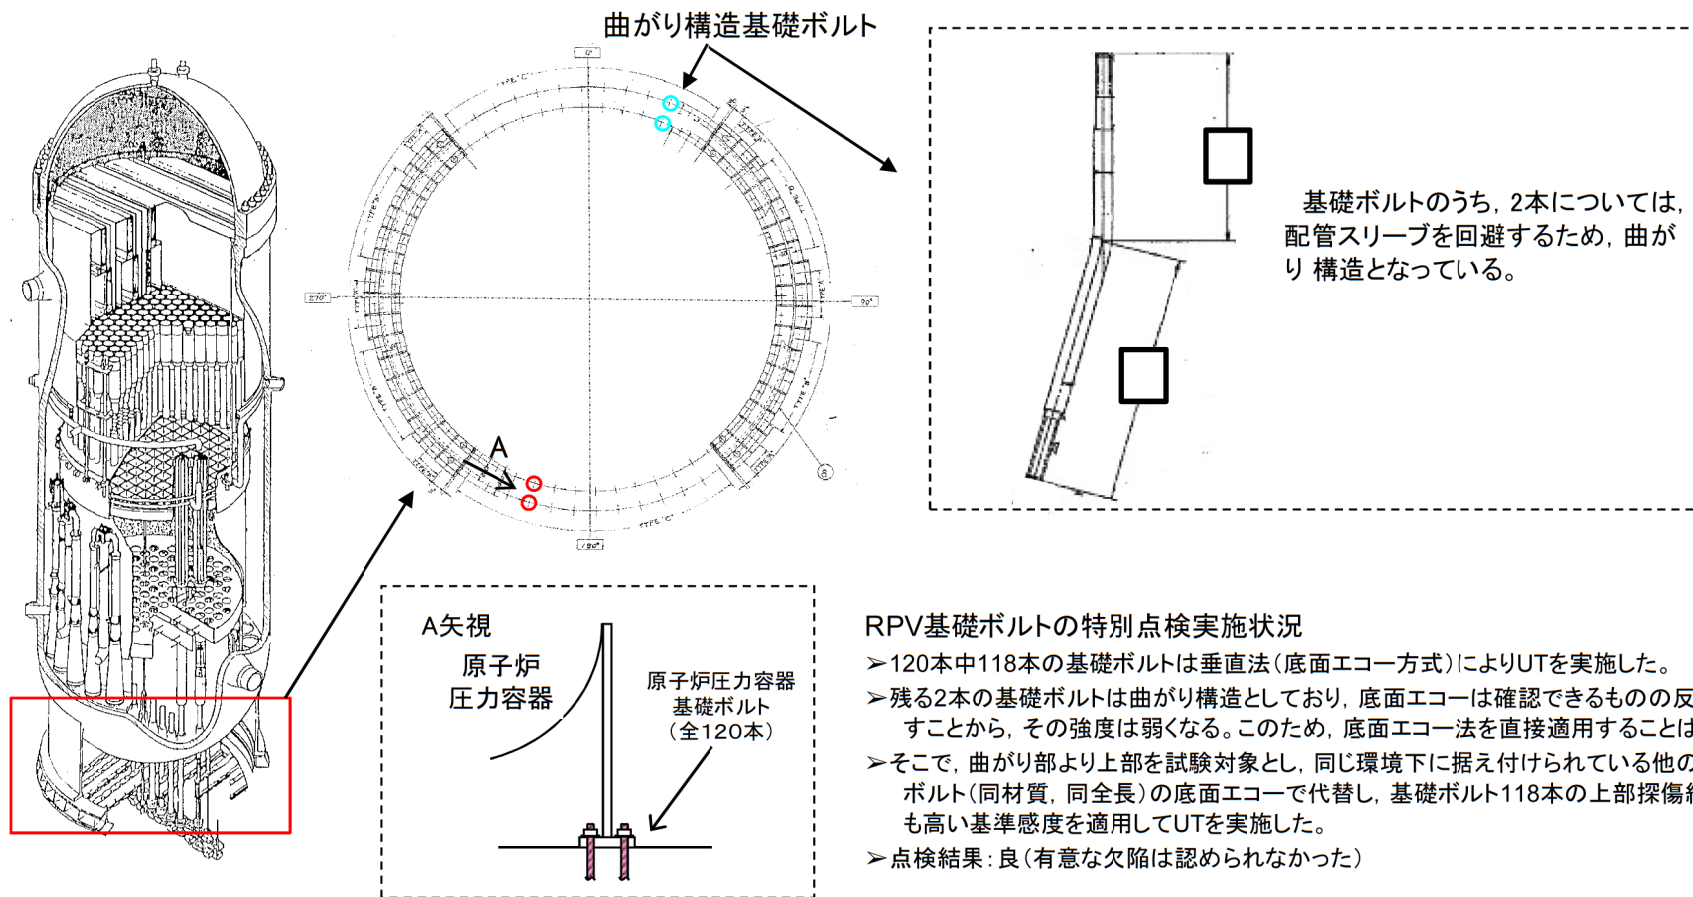 曲がり構造基礎ボルト
0°
TYPE "C"
270°
90°
180°
TYPE "C"
A
8
基礎ボルトのうち，2本については，
配管スリーブを回避するため，曲が
り 構造となっている。
A矢視
原子炉
圧力容器
原子炉圧力容器
基礎ボルト
（全120本）
RPV基礎ボルトの特別点検実施状況
➢120本中118本の基礎ボルトは垂直法（底面エコー方式）によりUTを実施した。
➢残る2本の基礎ボルトは曲がり構造としており，底面エコーは確認できるものの反
すことから，その強度は弱くなる。このため，底面エコー法を直接適用することは
➢そこで，曲がり部より上部を試験対象とし，同じ環境下に据え付けられている他の
ボルト（同材質，同全長）の底面エコーで代替し，基礎ボルト118本の上部探傷
も高い基準感度を適用してUTを実施した。
➢点検結果：良（有意な欠陥は認められなかった）